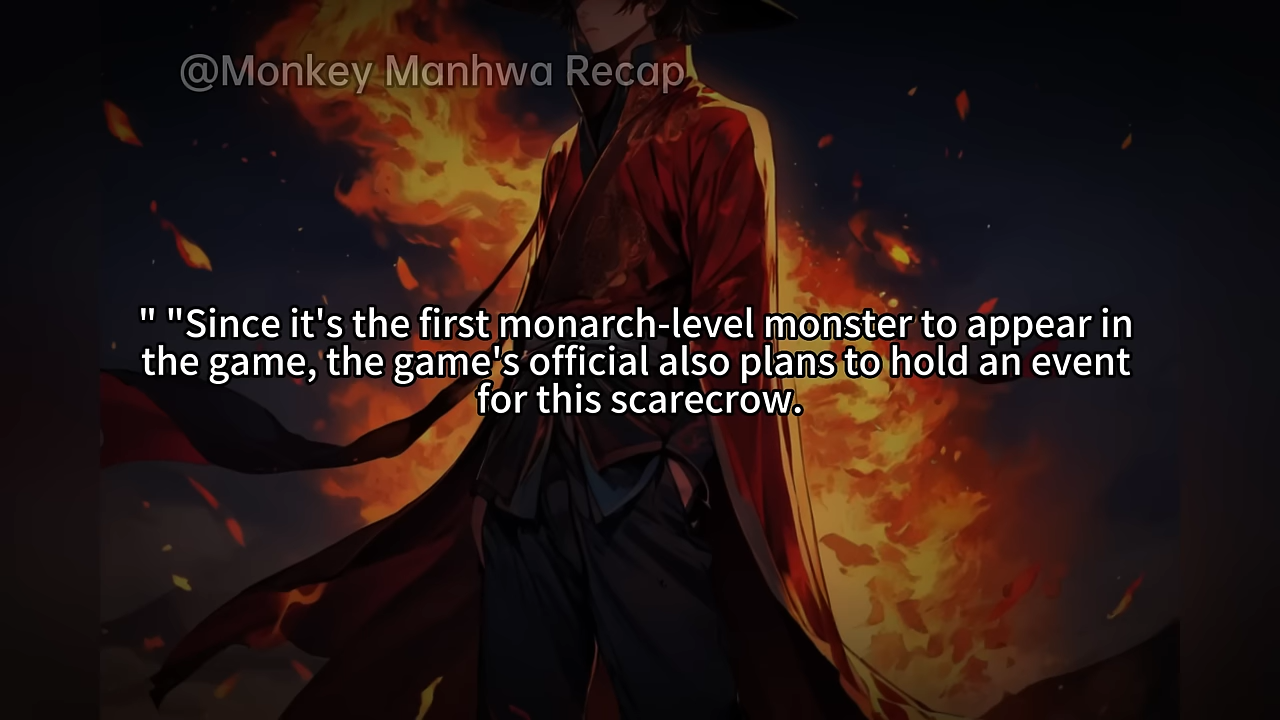 @Monkey Manhwa Recap
" "Since it's the first monarch-level monster to appear in
the game, the game's official also plans to hold an event
for this scarecrow.